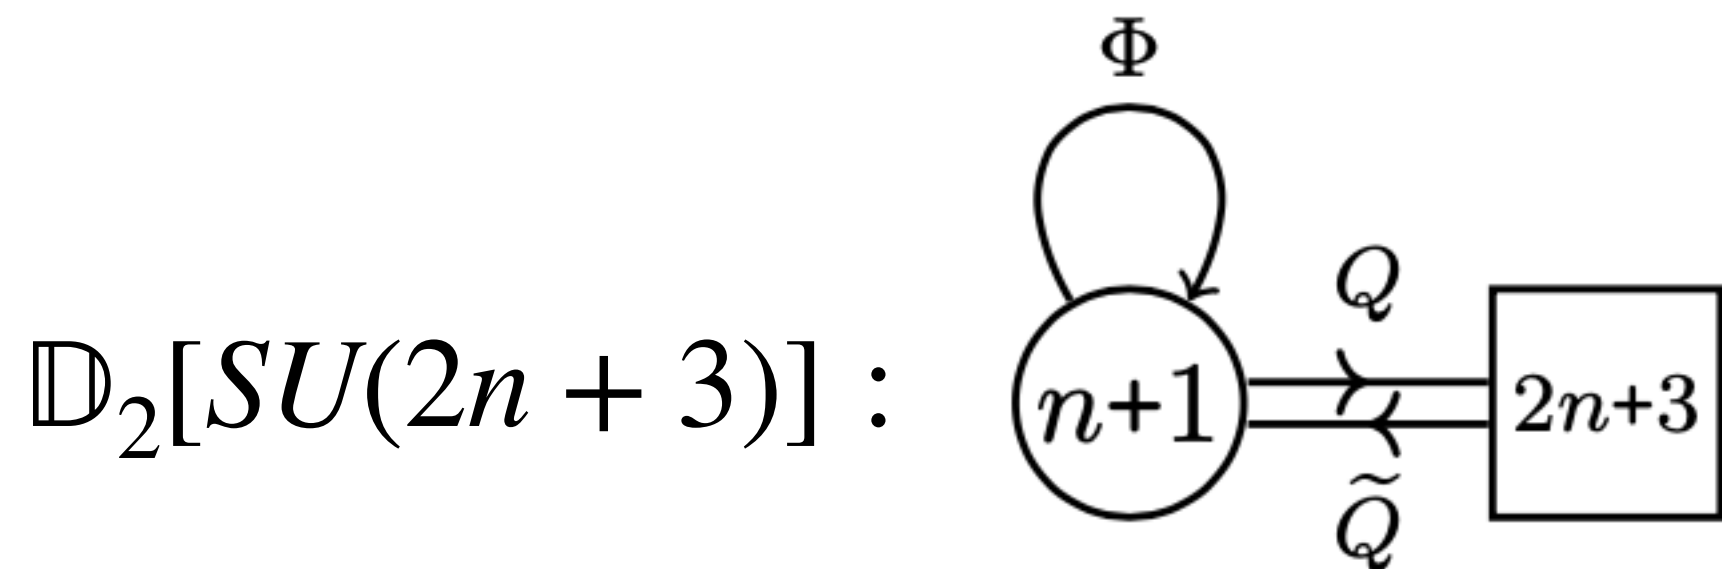 Φ
Q
𝔻₂[SU(2n + 3)] :
n+1
2n+3
Q̃